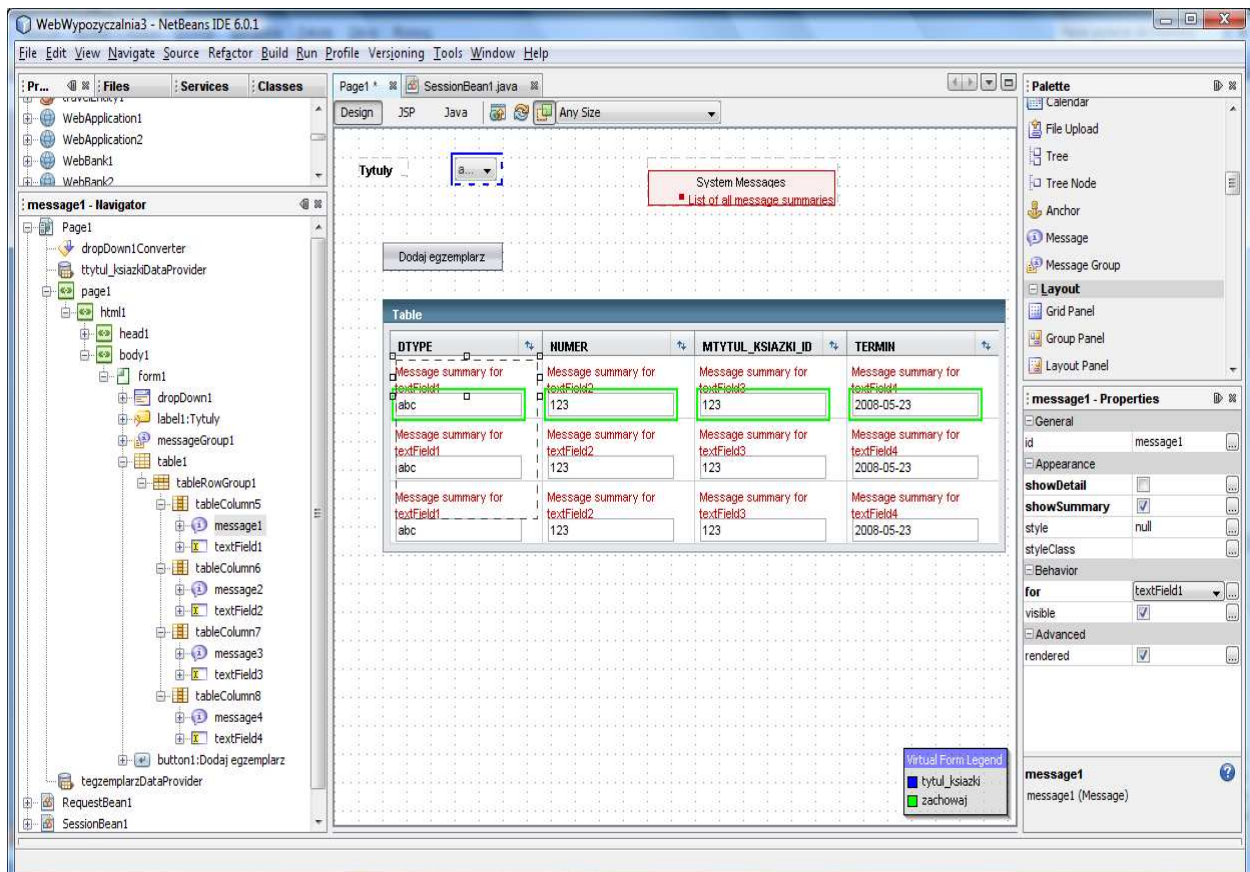 WebWypozyczalnia3 - NetBeans IDE 6.0.1
File Edit View Navigate Source Refactor Build Run Profile Versioning Tools Window Help
Pr... Files Services Classes
travelEntity1
WebApplication1
WebApplication2
WebBank1
WebBank2
message1 - Navigator
Page1
dropDown1Converter
ttytul_ksiazkiDataProvider
page1
html1
head1
body1
form1
dropDown1
label1:Tytuly
messageGroup1
table1
tableRowGroup1
tableColumn5
message1
textField1
tableColumn6
message2
textField2
tableColumn7
message3
textField3
tableColumn8
message4
textField4
button1:Dodaj egzemplarz
tegzemplarzDataProvider
RequestBean1
SessionBean1
Page1 * SessionBean1.java
Design JSP Java Any Size
Tytuly a...
System Messages
List of all message summaries
Dodaj egzemplarz
Table
DTYPE NUMER MTYTUL_KSIAZKI_ID TERMIN
Message summary for Message summary for Message summary for Message summary for
textField1 textField2 textField3 textField4
abc 123 123 2008-05-23
Message summary for Message summary for Message summary for Message summary for
textField1 textField2 textField3 textField4
abc 123 123 2008-05-23
Message summary for Message summary for Message summary for Message summary for
textField1 textField2 textField3 textField4
abc 123 123 2008-05-23
Virtual Form Legend
tytul_ksiazki
zachowaj
Palette
Calendar
File Upload
Tree
Tree Node
Anchor
Message
Message Group
Layout
Grid Panel
Group Panel
Layout Panel
message1 - Properties
General
id message1 ...
Appearance
showDetail ...
showSummary ...
style null ...
styleClass ...
Behavior
for textField1 ...
visible ...
Advanced
rendered ...
message1
message1 (Message)